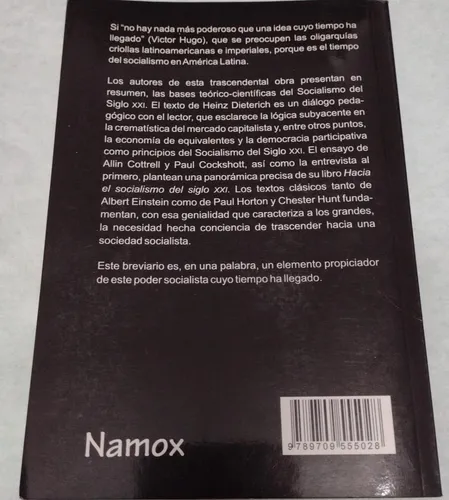 Si "no hay nada más poderoso que una idea cuyo tiempo ha
llegado" (Victor Hugo), que se preocupen las oligarquías
criollas latinoamericanas e imperiales, porque es el tiempo
del socialismo en América Latina.
Los autores de esta trascendental obra presentan en
resumen, las bases teórico-científicas del Socialismo del
Siglo XXI. El texto de Heinz Dieterich es un diálogo peda-
gógico con el lector, que esclarece la lógica subyacente en
la crematística del mercado capitalista y, entre otros puntos,
la economía de equivalentes y la democracia participativa
como principios del Socialismo del Siglo XXI. El ensayo de
Allin Cottrell y Paul Cockshott, así como la entrevista al
primero, plantean una panorámica precisa de su libro Hacia
el socialismo del siglo XXI. Los textos clásicos tanto de
Albert Einstein como de Paul Horton y Chester Hunt funda-
mentan, con esa genialidad que caracteriza a los grandes,
la necesidad hecha conciencia de trascender hacia una
sociedad socialista.
Este breviario es, en una palabra, un elemento propiciador
de este poder socialista cuyo tiempo ha llegado.
Namox
9 789709 555028